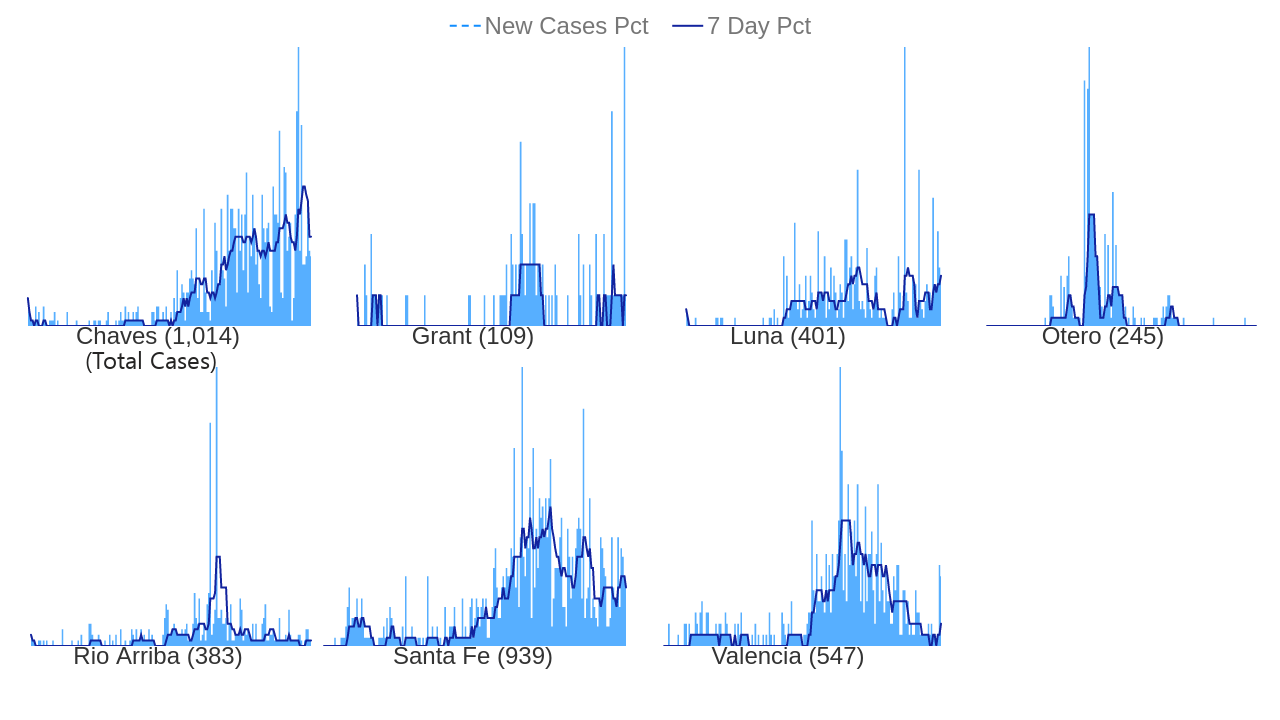 New Cases Pct 7 Day Pct
Chaves (1,014) Grant (109) Luna (401) Otero (245)
(Total Cases)
Rio Arriba (383) Santa Fe (939) Valencia (547)